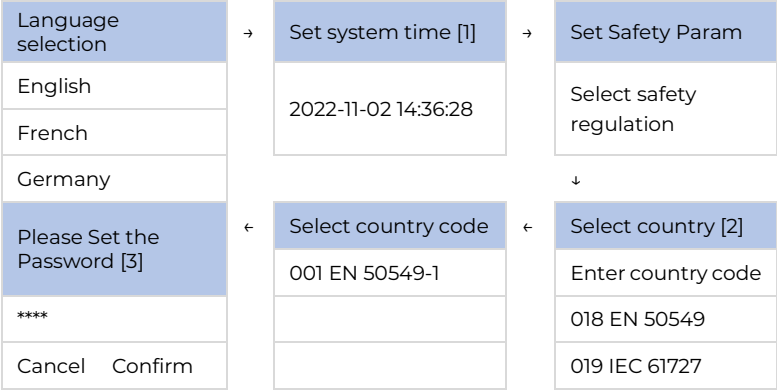 Language
selection
→
Set system time [1]
→
Set Safety Param
English
French
Germany
2022-11-02 14:36:28
Select safety
regulation
↓
Please Set the
Password [3]
←
Select country code
←
Select country [2]
****
Cancel Confirm
001 EN 50549-1
Enter country code
018 EN 50549
019 IEC 61727